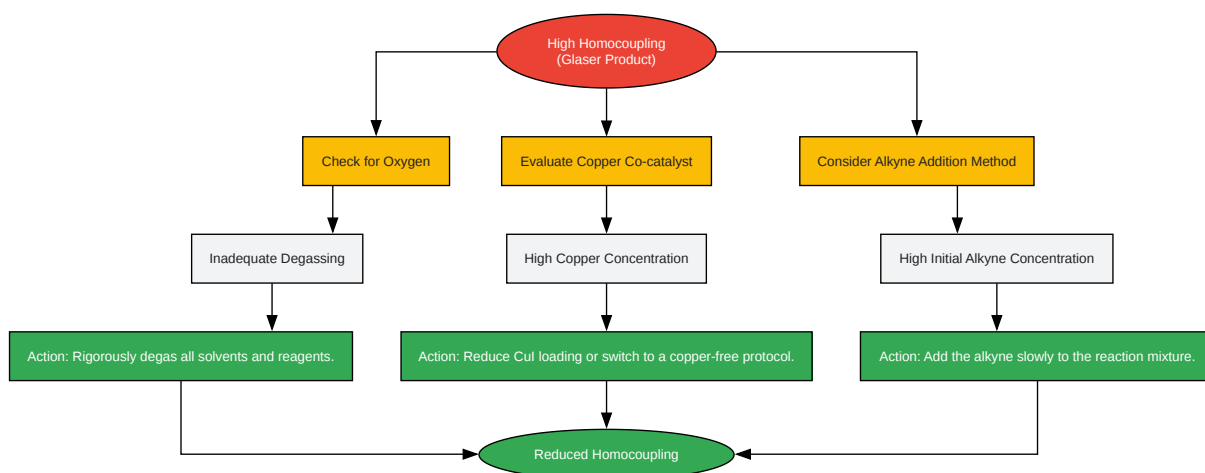 High Homocoupling
(Glaser Product)
Check for Oxygen
Evaluate Copper Co-catalyst
Consider Alkyne Addition Method
Inadequate Degassing
High Copper Concentration
High Initial Alkyne Concentration
Action: Rigorously degas all solvents and reagents.
Action: Reduce CuI loading or switch to a copper-free protocol.
Action: Add the alkyne slowly to the reaction mixture.
Reduced Homocoupling